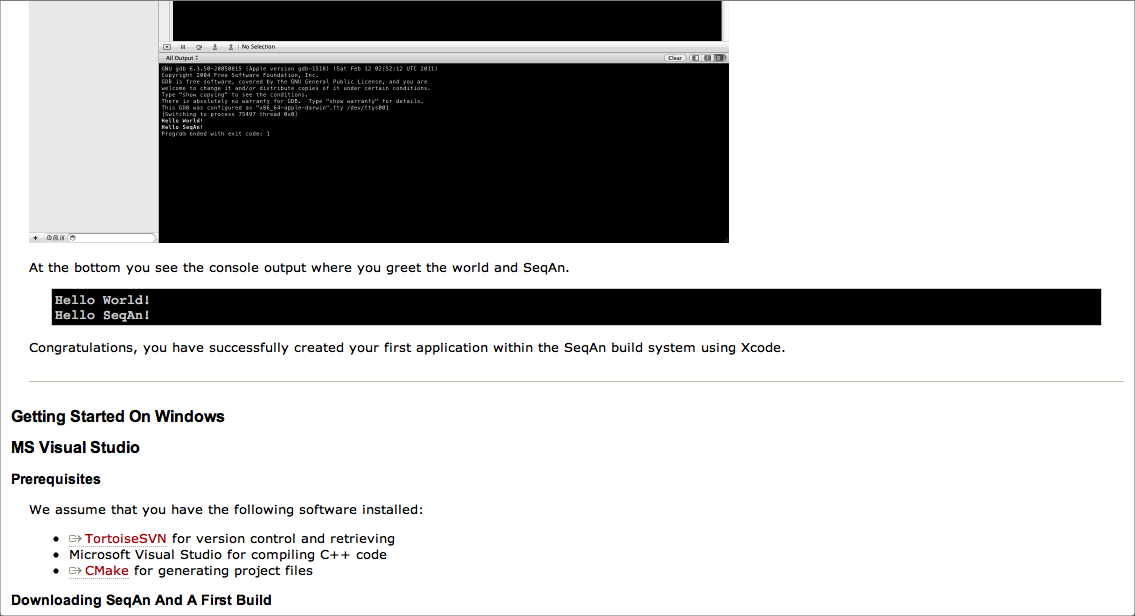 No Selection
All Output
Clear
GNU gdb 6.3.50-20050815 (Apple version gdb-1518) (Sat Feb 12 02:52:12 UTC 2011)
Copyright 2004 Free Software Foundation, Inc.
GDB is free software, covered by the GNU General Public License, and you are
welcome to change it and/or distribute copies of it under certain conditions.
Type "show copying" to see the conditions.
There is absolutely no warranty for GDB.  Type "show warranty" for details.
This GDB was configured as "x86_64-apple-darwin".tty /dev/ttys001
[Switching to process 75497 thread 0x0]
Hello World!
Hello SeqAn!
Program ended with exit code: 1
At the bottom you see the console output where you greet the world and SeqAn.
Hello World!
Hello SeqAn!
Congratulations, you have successfully created your first application within the SeqAn build system using Xcode.
Getting Started On Windows
MS Visual Studio
Prerequisites
We assume that you have the following software installed:
TortoiseSVN for version control and retrieving
Microsoft Visual Studio for compiling C++ code
CMake for generating project files
Downloading SeqAn And A First Build